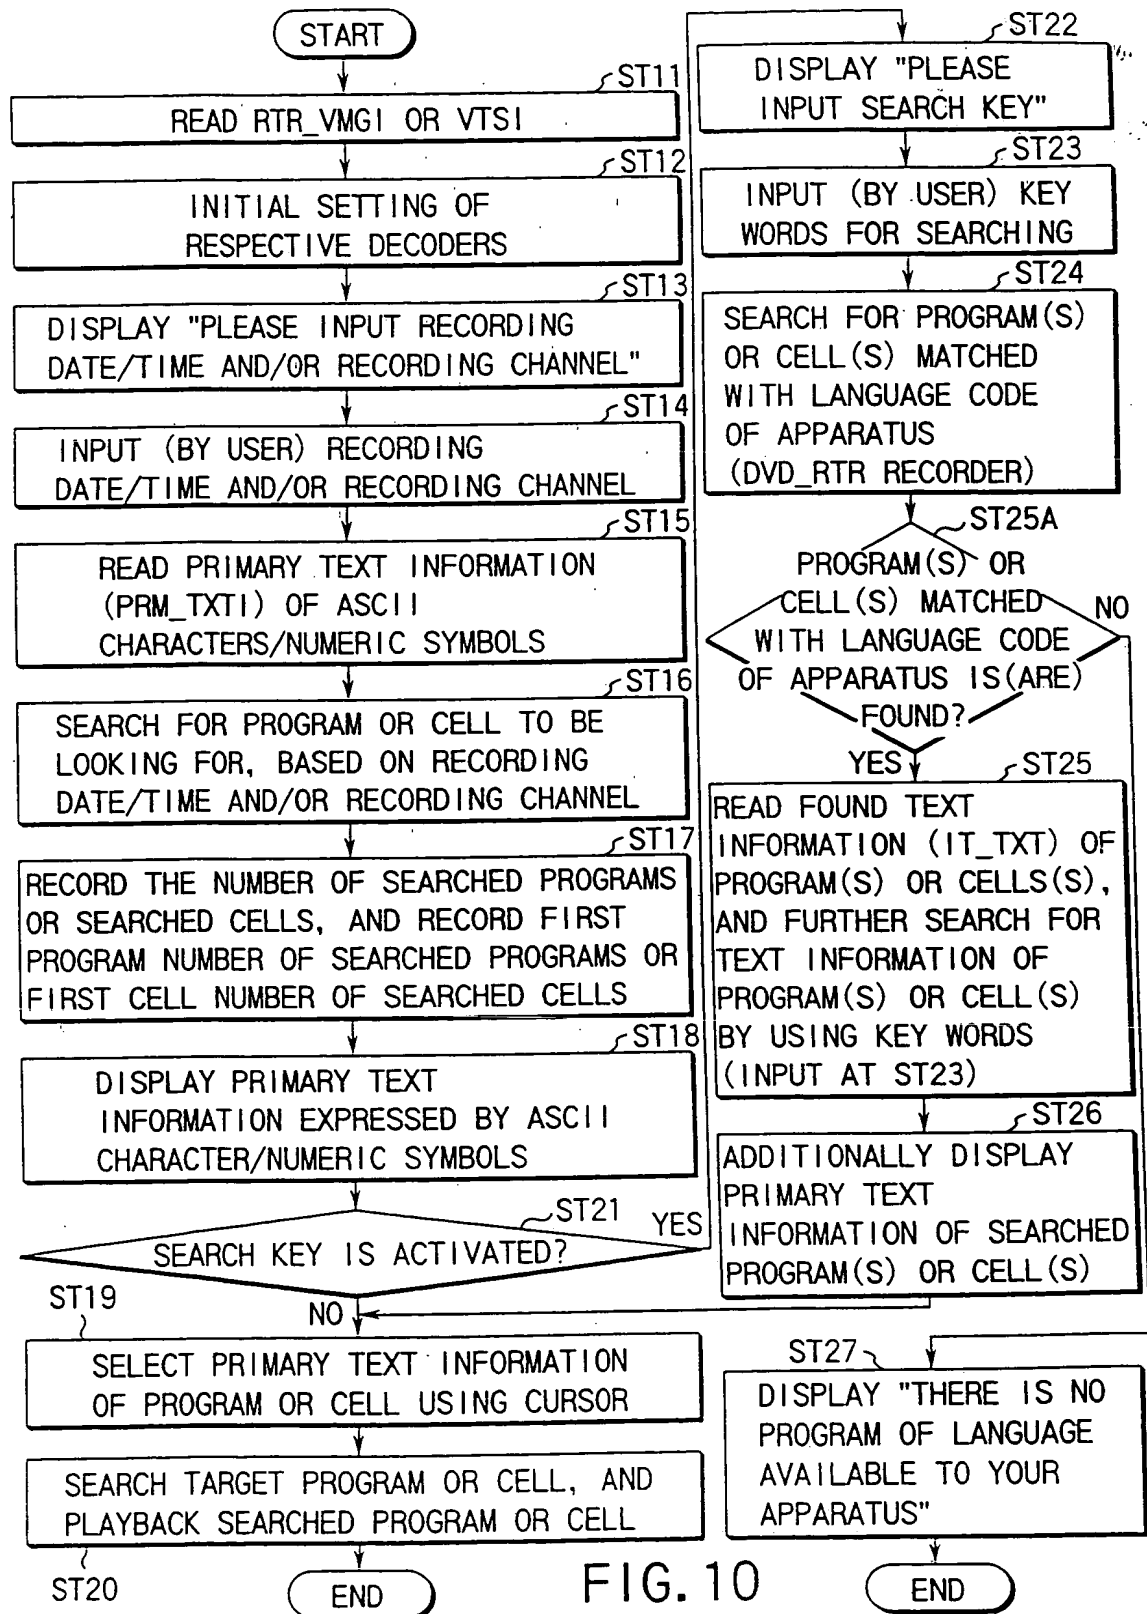 START
ST11
READ RTR_VMGI OR VTSI
ST12
INITIAL SETTING OF
RESPECTIVE DECODERS
ST13
DISPLAY "PLEASE INPUT RECORDING
DATE/TIME AND/OR RECORDING CHANNEL"
ST14
INPUT (BY USER) RECORDING
DATE/TIME AND/OR RECORDING CHANNEL
ST15
READ PRIMARY TEXT INFORMATION
(PRM_TXTI) OF ASCII
CHARACTERS/NUMERIC SYMBOLS
ST16
SEARCH FOR PROGRAM OR CELL TO BE
LOOKING FOR, BASED ON RECORDING
DATE/TIME AND/OR RECORDING CHANNEL
ST17
RECORD THE NUMBER OF SEARCHED PROGRAMS
OR SEARCHED CELLS, AND RECORD FIRST
PROGRAM NUMBER OF SEARCHED PROGRAMS OR
FIRST CELL NUMBER OF SEARCHED CELLS
ST18
DISPLAY PRIMARY TEXT
INFORMATION EXPRESSED BY ASCII
CHARACTER/NUMERIC SYMBOLS
ST21
YES
SEARCH KEY IS ACTIVATED?
ST19
NO
SELECT PRIMARY TEXT INFORMATION
OF PROGRAM OR CELL USING CURSOR
SEARCH TARGET PROGRAM OR CELL, AND
PLAYBACK SEARCHED PROGRAM OR CELL
ST20
END
ST22
DISPLAY "PLEASE
INPUT SEARCH KEY"
ST23
INPUT (BY USER) KEY
WORDS FOR SEARCHING
ST24
SEARCH FOR PROGRAM(S)
OR CELL(S) MATCHED
WITH LANGUAGE CODE
OF APPARATUS
(DVD_RTR RECORDER)
ST25A
PROGRAM(S) OR
CELL(S) MATCHED
NO
WITH LANGUAGE CODE
OF APPARATUS IS(ARE)
FOUND?
YES
ST25
READ FOUND TEXT
INFORMATION (IT_TXT) OF
PROGRAM(S) OR CELLS(S),
AND FURTHER SEARCH FOR
TEXT INFORMATION OF
PROGRAM(S) OR CELL(S)
BY USING KEY WORDS
(INPUT AT ST23)
ST26
ADDITIONALLY DISPLAY
PRIMARY TEXT
INFORMATION OF SEARCHED
PROGRAM(S) OR CELL(S)
ST27
DISPLAY "THERE IS NO
PROGRAM OF LANGUAGE
AVAILABLE TO YOUR
APPARATUS"
END
FIG. 10